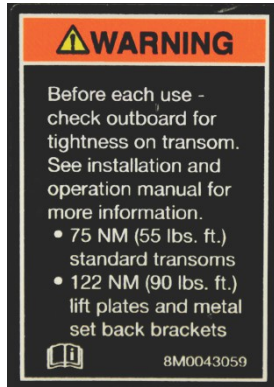 WARNING
Before each use -
check outboard for
tightness on transom.
See installation and
operation manual for
more information.
• 75 NM (55 lbs. ft.)
standard transoms
• 122 NM (90 lbs. ft.)
lift plates and metal
set back brackets
8M0043059